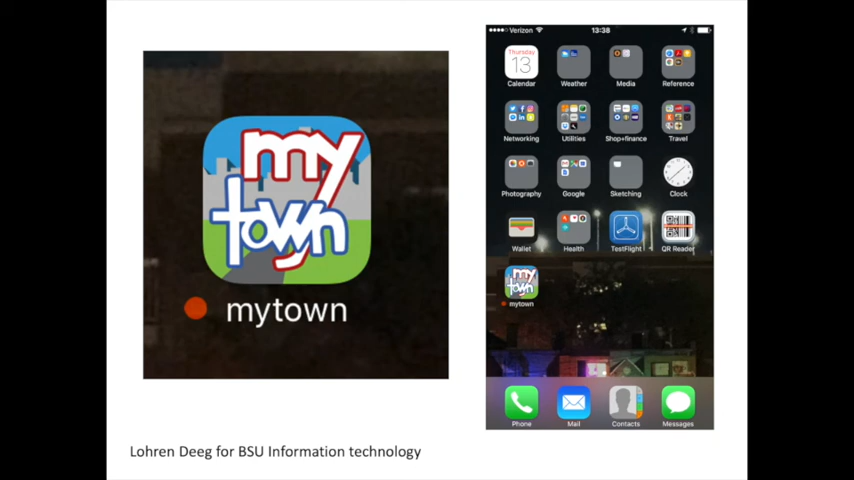 my
town
mytown
Verizon 13:38
Thursday
13
Calendar
Weather
Media
Reference
Networking
Utilities
Shop+finance
Travel
Photography
Google
Sketching
Clock
Wallet
Health
TestFlight
QR Reader
my
town
mytown
Phone
Mail
Contacts
Messages
Lohren Deeg for BSU Information technology